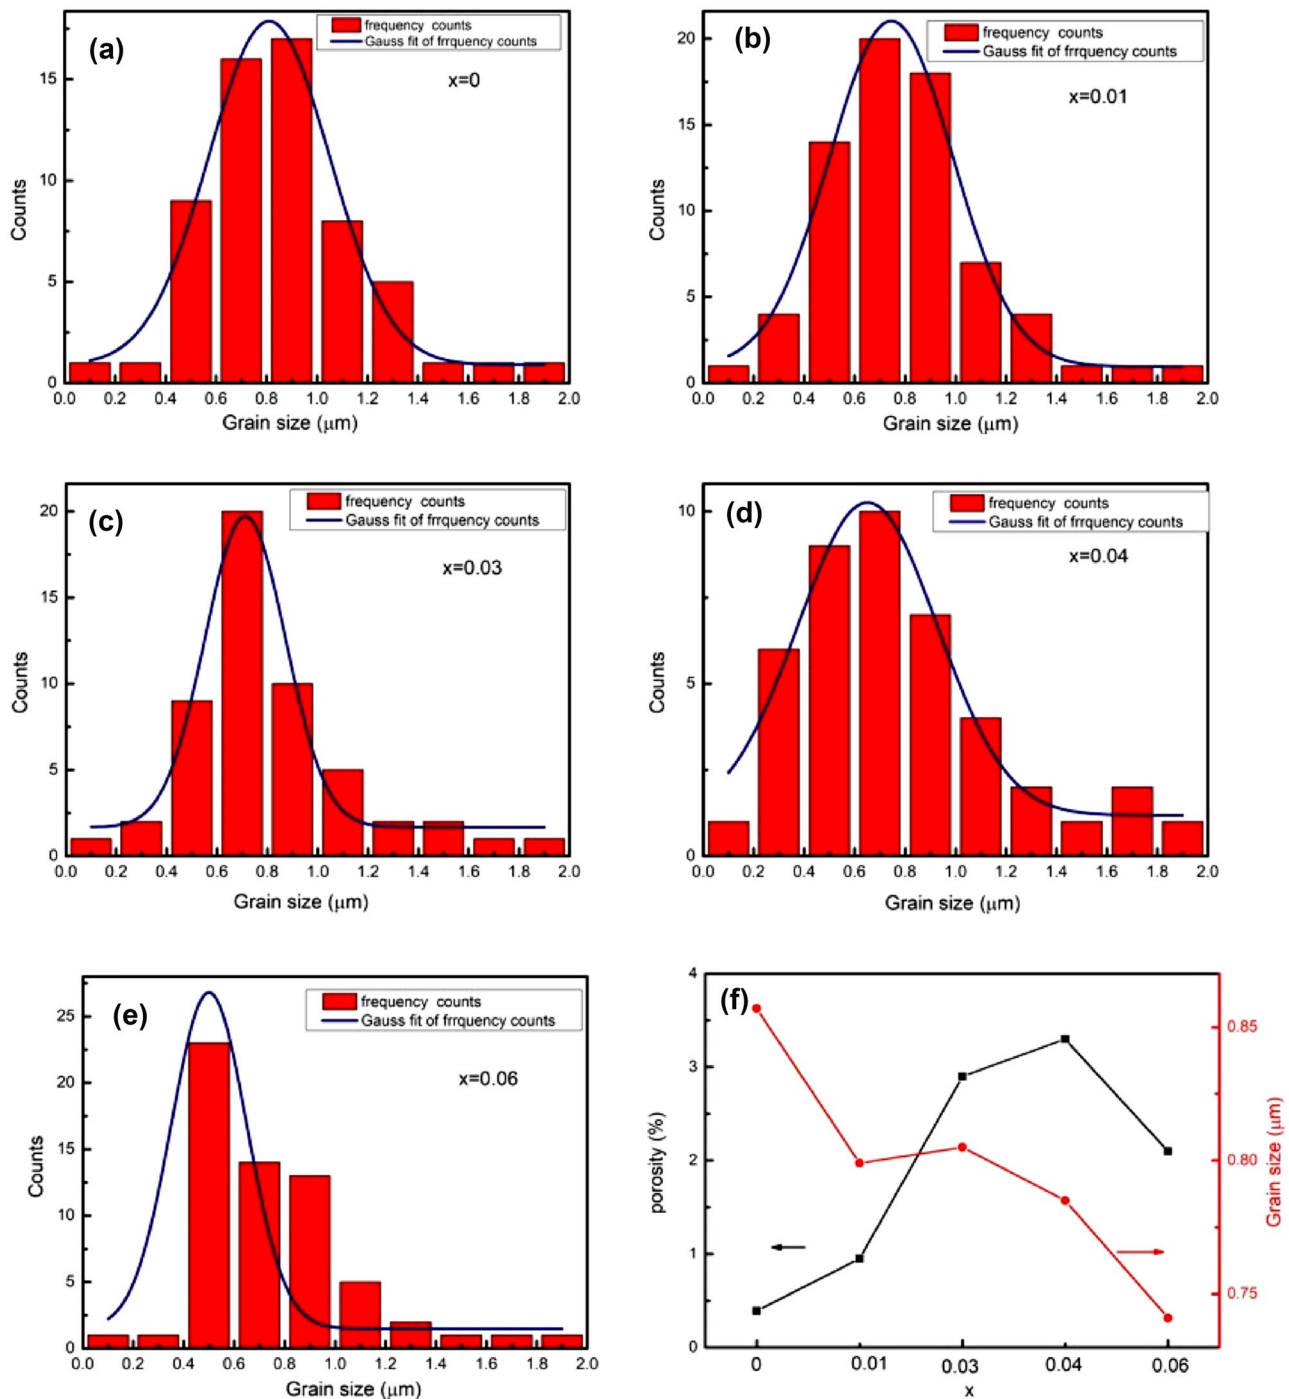 (a)
frequency counts
Gauss fit of frrquency counts
x=0
Counts
15
10
5
0
0.0 0.2 0.4 0.6 0.8 1.0 1.2 1.4 1.6 1.8 2.0
Grain size (μm)
(b)
frequency counts
Gauss fit of frrquency counts
x=0.01
Counts
20
15
10
5
0
0.0 0.2 0.4 0.6 0.8 1.0 1.2 1.4 1.6 1.8 2.0
Grain size (μm)
(c)
frequency counts
Gauss fit of frrquency counts
x=0.03
Counts
20
15
10
5
0
0.0 0.2 0.4 0.6 0.8 1.0 1.2 1.4 1.6 1.8 2.0
Grain size (μm)
(d)
frequency counts
Gauss fit of frrquency counts
x=0.04
Counts
10
5
0
0.0 0.2 0.4 0.6 0.8 1.0 1.2 1.4 1.6 1.8 2.0
Grain size (μm)
(e)
frequency counts
Gauss fit of frrquency counts
x=0.06
Counts
25
20
15
10
5
0
0.0 0.2 0.4 0.6 0.8 1.0 1.2 1.4 1.6 1.8 2.0
Grain size (μm)
(f)
porosity (%)
4
3
2
1
0
0 0.01 0.03 0.04 0.06
x
0.85
0.80
0.75
Grain size (μm)